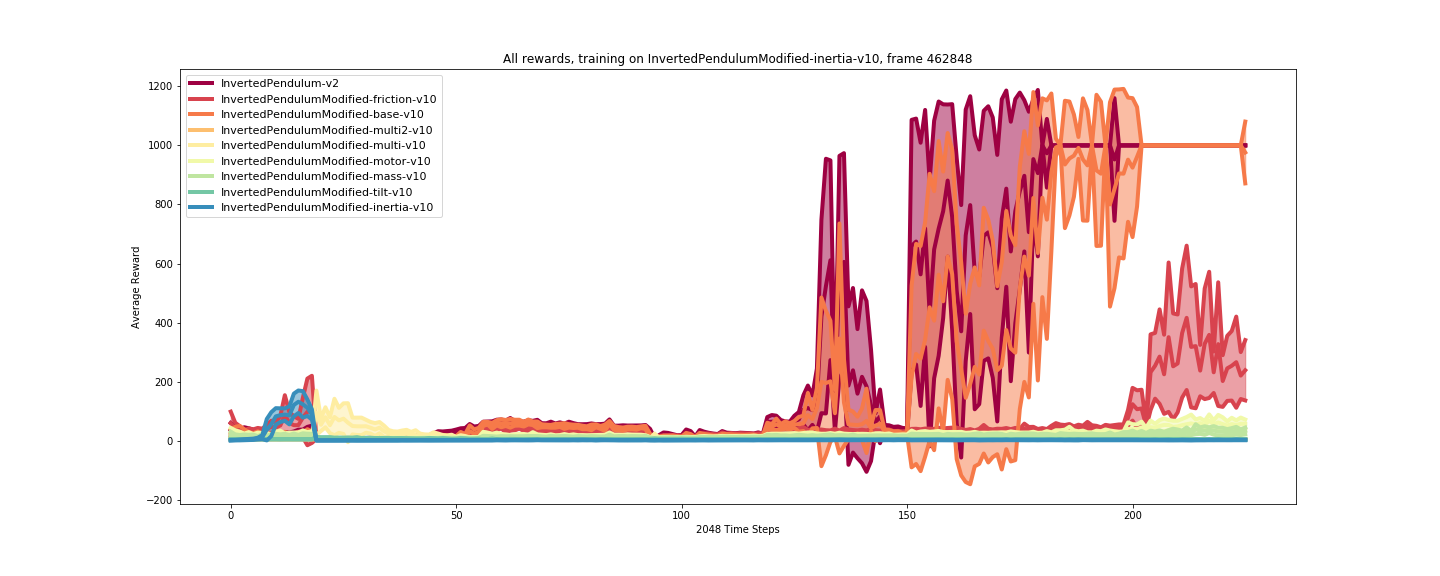 All rewards, training on InvertedPendulumModified-inertia-v10, frame 462848
InvertedPendulum-v2
InvertedPendulumModified-friction-v10
InvertedPendulumModified-base-v10
InvertedPendulumModified-multi2-v10
InvertedPendulumModified-multi-v10
InvertedPendulumModified-motor-v10
InvertedPendulumModified-mass-v10
InvertedPendulumModified-tilt-v10
InvertedPendulumModified-inertia-v10
Average Reward
1200
1000
800
600
400
200
0
−200
0 50 100 150 200
2048 Time Steps